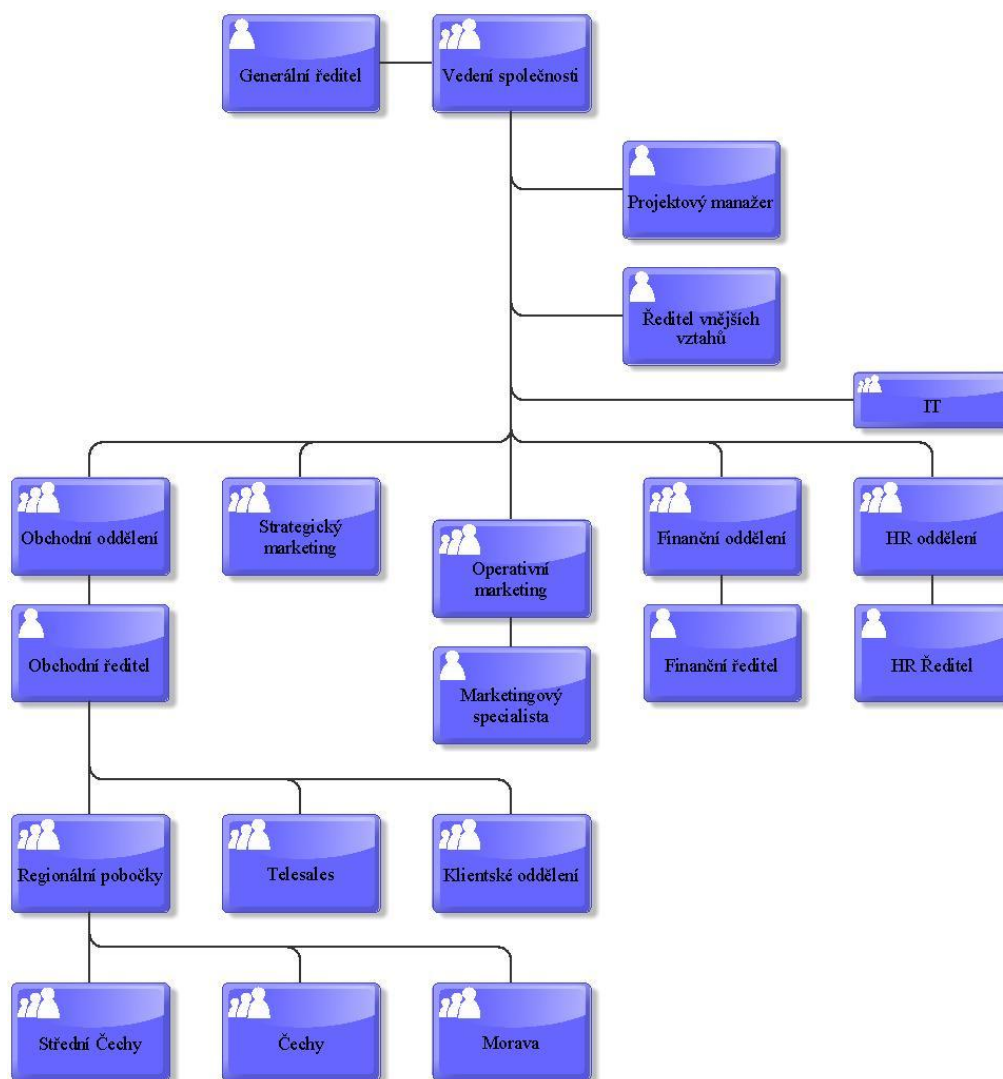 Generální ředitel
Vedení společnosti
Projektový manažer
Ředitel vnějších
vztahů
IT
Obchodní oddělení
Strategický
marketing
Operativní
marketing
Finanční oddělení
HR oddělení
Obchodní ředitel
Marketingový
specialista
Finanční ředitel
HR Ředitel
Regionální pobočky
Telesales
Klientské oddělení
Střední Čechy
Čechy
Morava